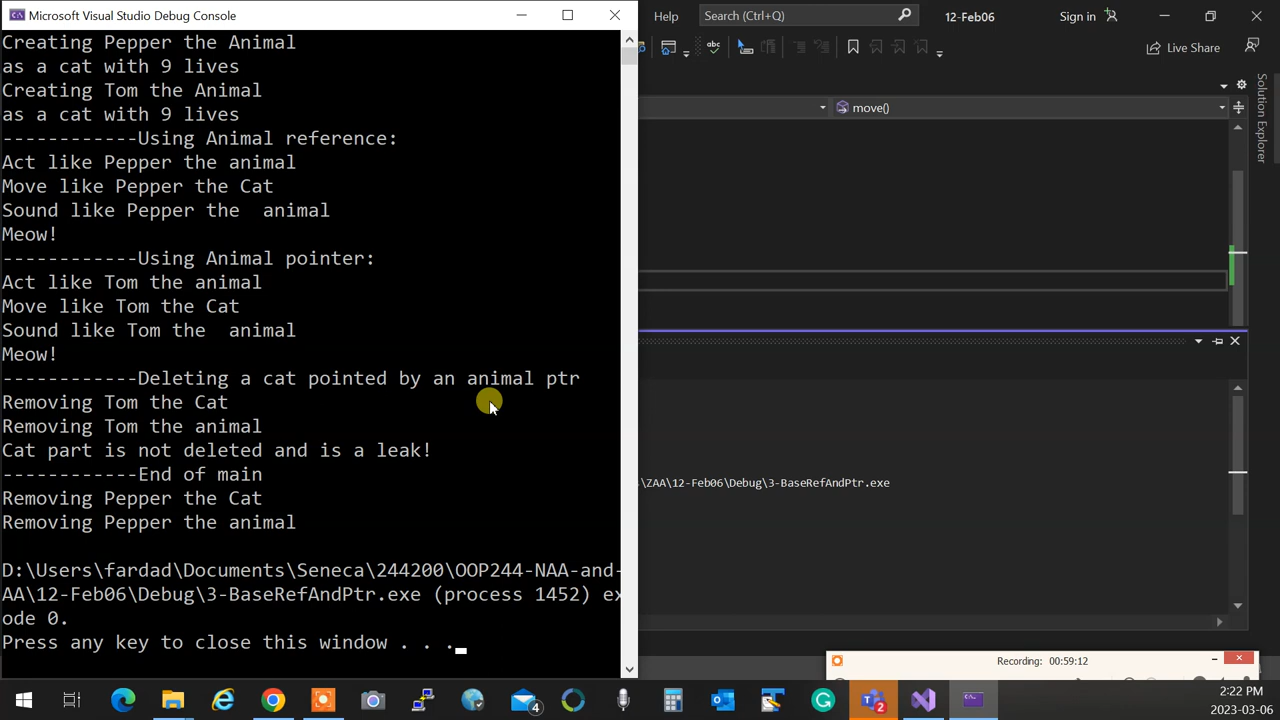 Microsoft Visual Studio Debug Console
Help
Search (Ctrl+Q)
12-Feb06
Sign in
Live Share
move()
Solution Explorer
Creating Pepper the Animal
as a cat with 9 lives
Creating Tom the Animal
as a cat with 9 lives
------------Using Animal reference:
Act like Pepper the animal
Move like Pepper the Cat
Sound like Pepper the  animal
Meow!
------------Using Animal pointer:
Act like Tom the animal
Move like Tom the Cat
Sound like Tom the  animal
Meow!
------------Deleting a cat pointed by an animal ptr
Removing Tom the Cat
Removing Tom the animal
Cat part is not deleted and is a leak!
------------End of main
Removing Pepper the Cat
Removing Pepper the animal
\ZAA\12-Feb06\Debug\3-BaseRefAndPtr.exe
D:\Users\fardad\Documents\Seneca\244200\OOP244-NAA-and-
AA\12-Feb06\Debug\3-BaseRefAndPtr.exe (process 1452) ex
ode 0.
Press any key to close this window . . .
Recording: 00:59:12
4
2
2:22 PM
2023-03-06